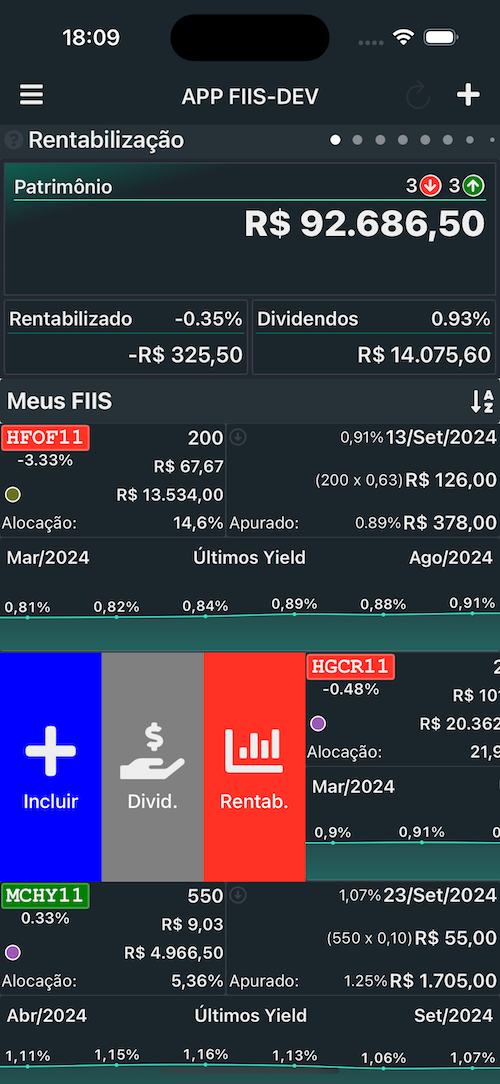 18:09
APP FIIS-DEV
Rentabilização
Patrimônio 3 3
R$ 92.686,50
Rentabilizado -0.35% Dividendos 0.93%
-R$ 325,50 R$ 14.075,60
Meus FIIS
HFOF11 200 0,91% 13/Set/2024
-3.33% R$ 67,67 (200 x 0,63) R$ 126,00
R$ 13.534,00
Alocação: 14,6% Apurado: 0.89% R$ 378,00
Mar/2024 Últimos Yield Ago/2024
0,81% 0,82% 0,84% 0,89% 0,88% 0,91%
HGCR11 2
-0.48% R$ 10
R$ 20.362
Incluir Divid. Rentab. Alocação: 21,9
Mar/2024
0,9% 0,91% 0
MCHY11 550 1,07% 23/Set/2024
0.33% R$ 9,03 (550 x 0,10) R$ 55,00
R$ 4.966,50
Alocação: 5,36% Apurado: 1.25% R$ 1.705,00
Abr/2024 Últimos Yield Set/2024
1,11% 1,15% 1,16% 1,13% 1,06% 1,07%